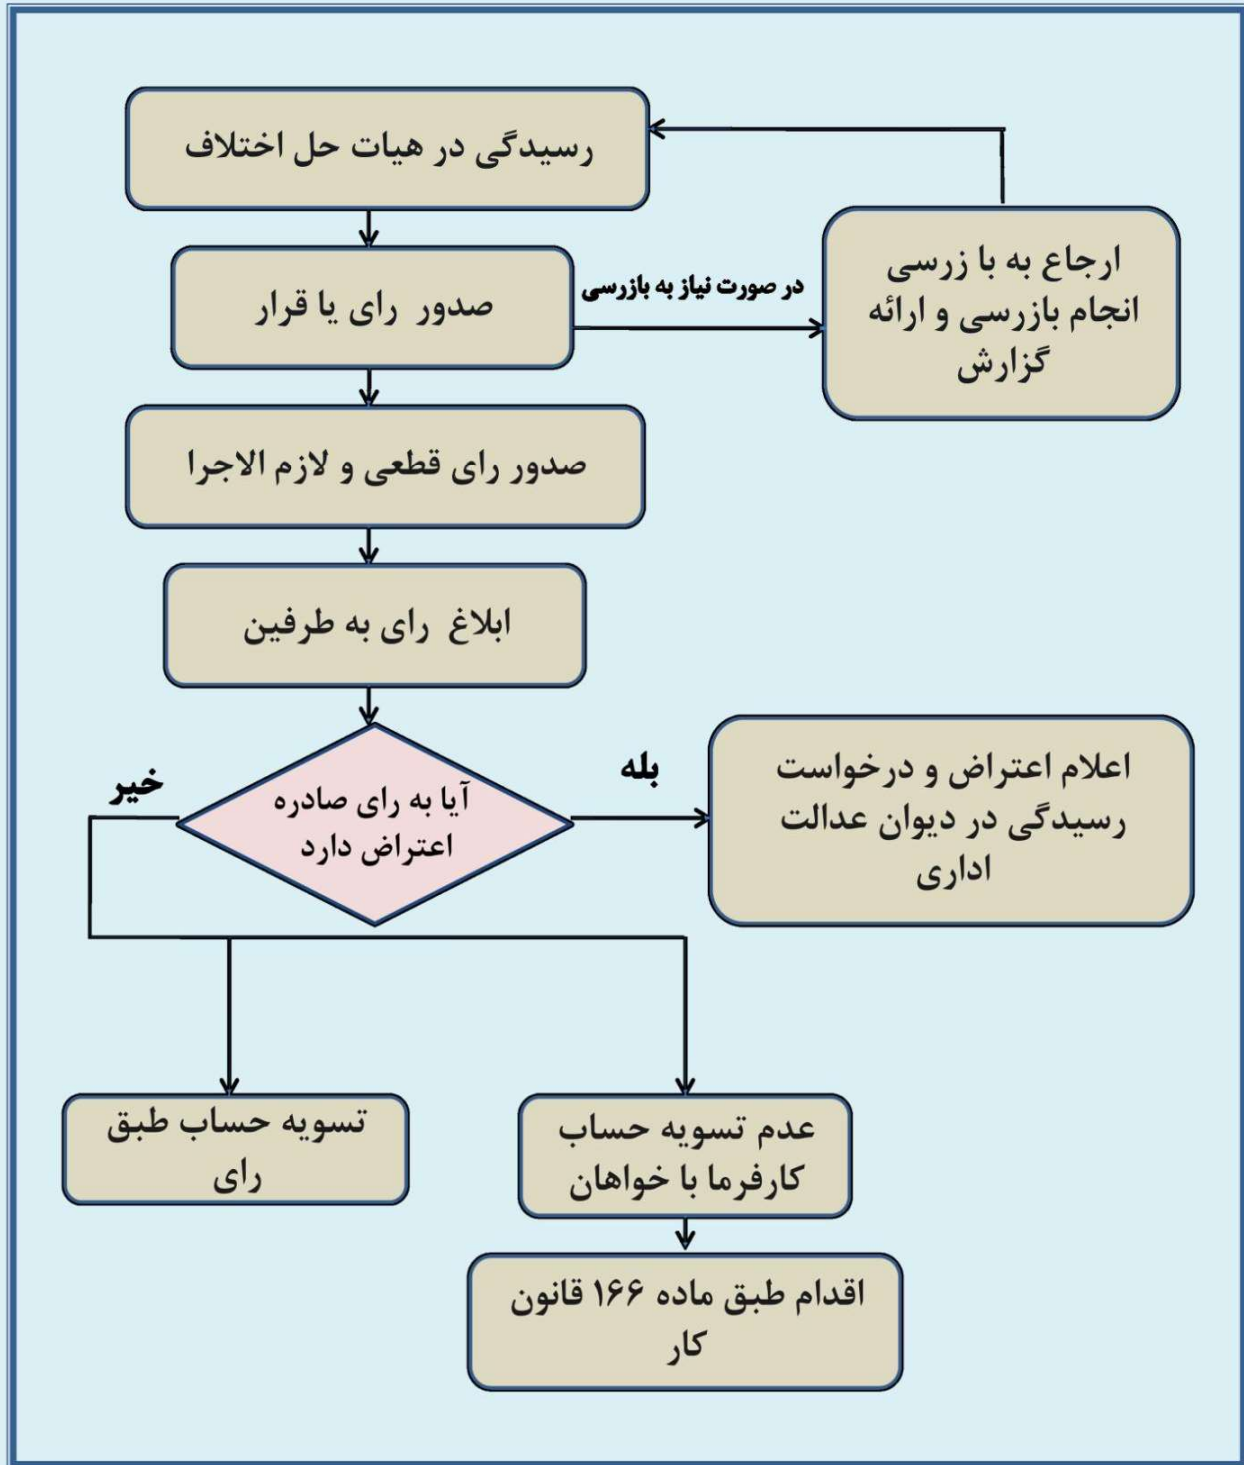 رسیدگی در هیات حل اختلاف
صدور رای یا قرار
در صورت نیاز به بازرسی
ارجاع به با زرسی
انجام بازرسی و ارائه
گزارش
صدور رای قطعی و لازم الاجرا
ابلاغ رای به طرفین
آیا به رای صادره
اعتراض دارد
بله
اعلام اعتراض و درخواست
رسیدگی در دیوان عدالت
اداری
خیر
عدم تسویه حساب
کارفرما با خواهان
تسویه حساب طبق
رای
اقدام طبق ماده ۱۶۶ قانون
کار